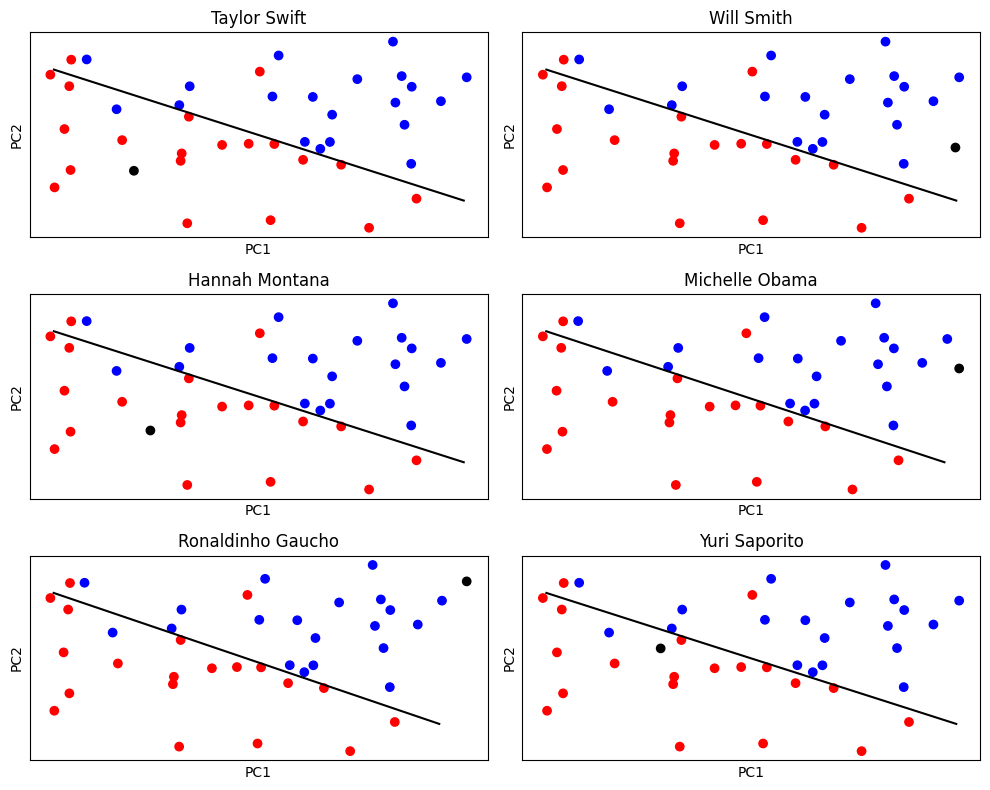 Taylor Swift
PC2
PC1
Will Smith
PC2
PC1
Hannah Montana
PC2
PC1
Michelle Obama
PC2
PC1
Ronaldinho Gaucho
PC2
PC1
Yuri Saporito
PC2
PC1